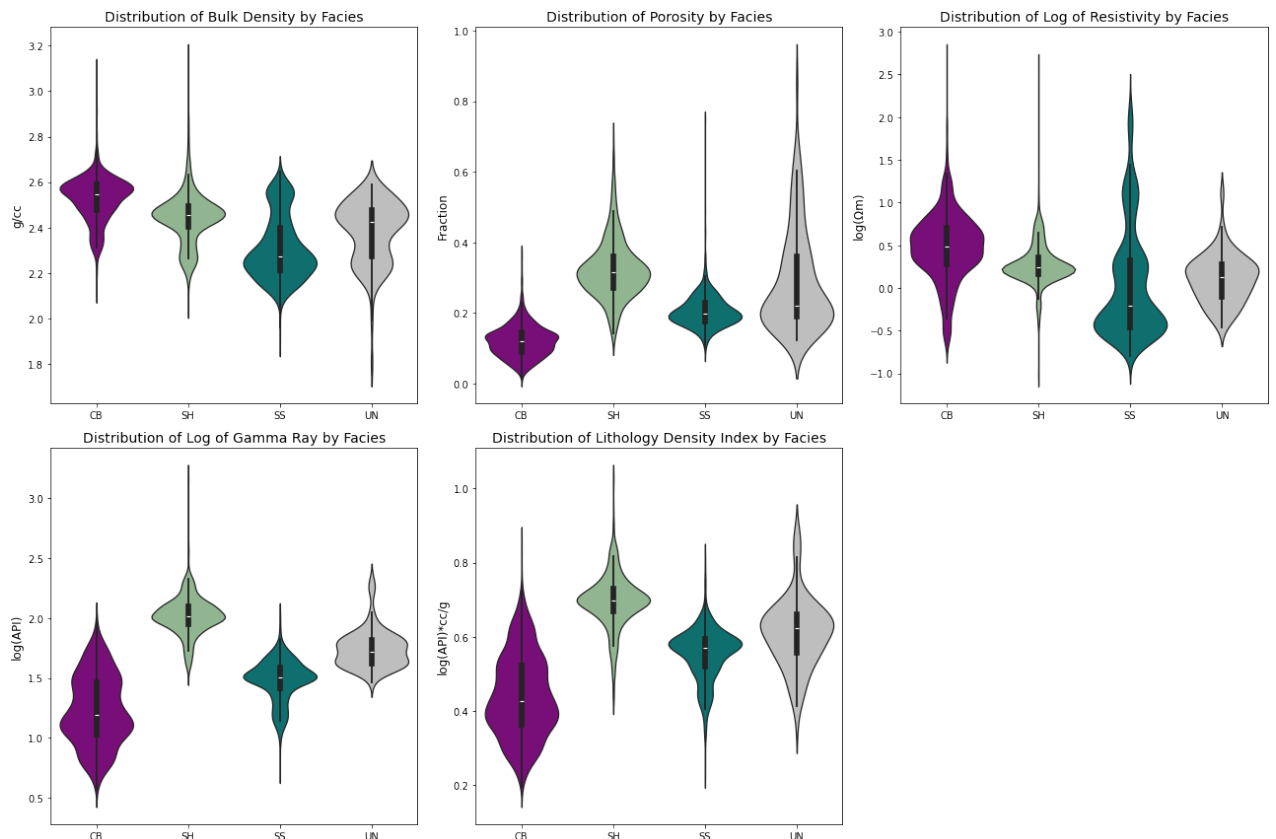 Distribution of Bulk Density by Facies
g/cc
3.2
3.0
2.8
2.6
2.4
2.2
2.0
1.8
CB SH SS UN
Distribution of Porosity by Facies
Fraction
1.0
0.8
0.6
0.4
0.2
0.0
CB SH SS UN
Distribution of Log of Resistivity by Facies
log(Ωm)
3.0
2.5
2.0
1.5
1.0
0.5
0.0
−0.5
−1.0
CB SH SS UN
Distribution of Log of Gamma Ray by Facies
log(API)
3.0
2.5
2.0
1.5
1.0
0.5
CB SH SS UN
Distribution of Lithology Density Index by Facies
log(API)*cc/g
1.0
0.8
0.6
0.4
0.2
CB SH SS UN